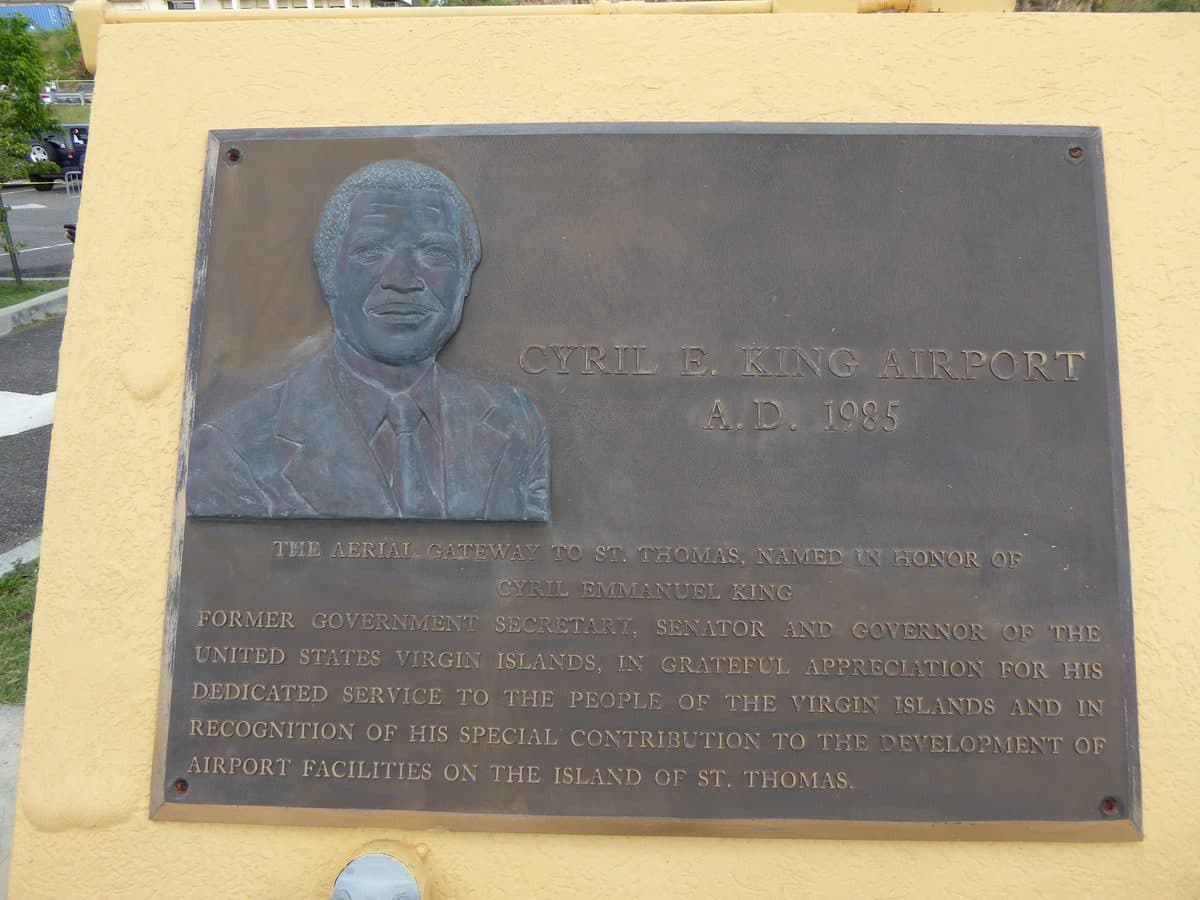 CYRIL E. KING AIRPORT
A.D. 1985
THE AERIAL GATEWAY TO ST. THOMAS, NAMED IN HONOR OF
CYRIL EMMANUEL KING
FORMER GOVERNMENT SECRETARY, SENATOR AND GOVERNOR OF THE
UNITED STATES VIRGIN ISLANDS, IN GRATEFUL APPRECIATION FOR HIS
DEDICATED SERVICE TO THE PEOPLE OF THE VIRGIN ISLANDS AND IN
RECOGNITION OF HIS SPECIAL CONTRIBUTION TO THE DEVELOPMENT OF
AIRPORT FACILITIES ON THE ISLAND OF ST. THOMAS.